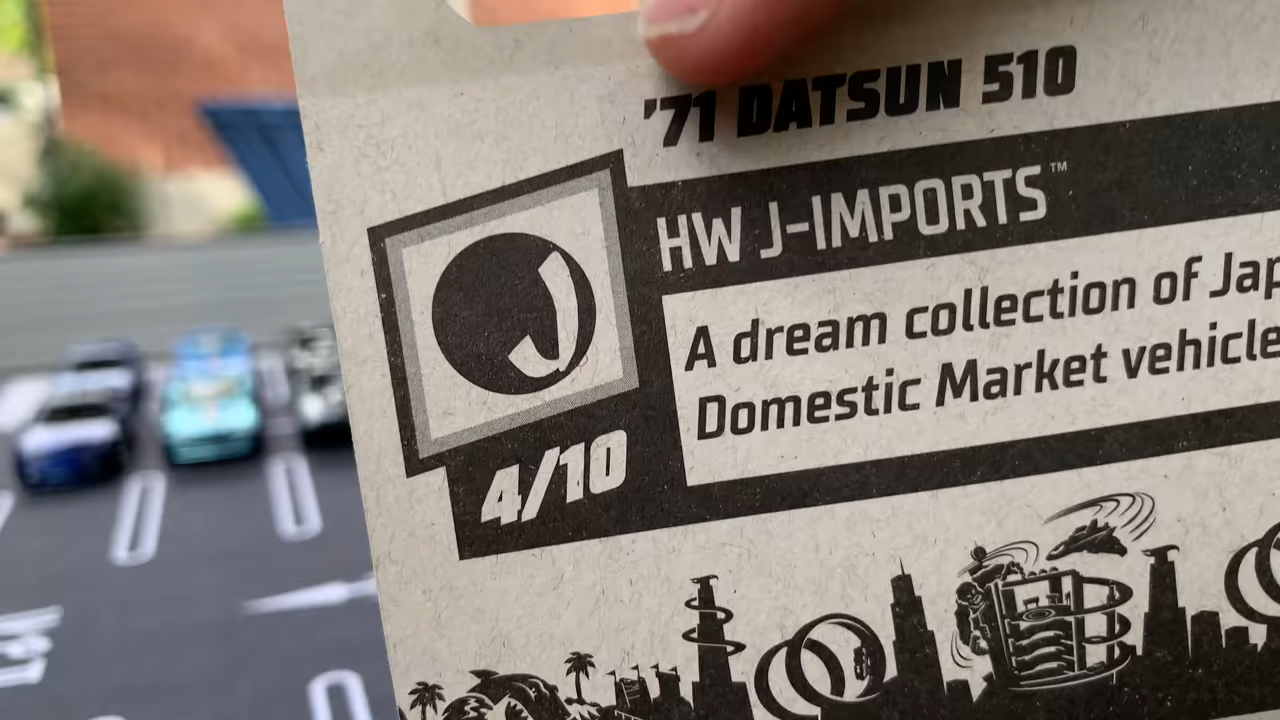 '71 DATSUN 510
HW J-IMPORTS™
J
A dream collection of Jap
Domestic Market vehicle
4/10